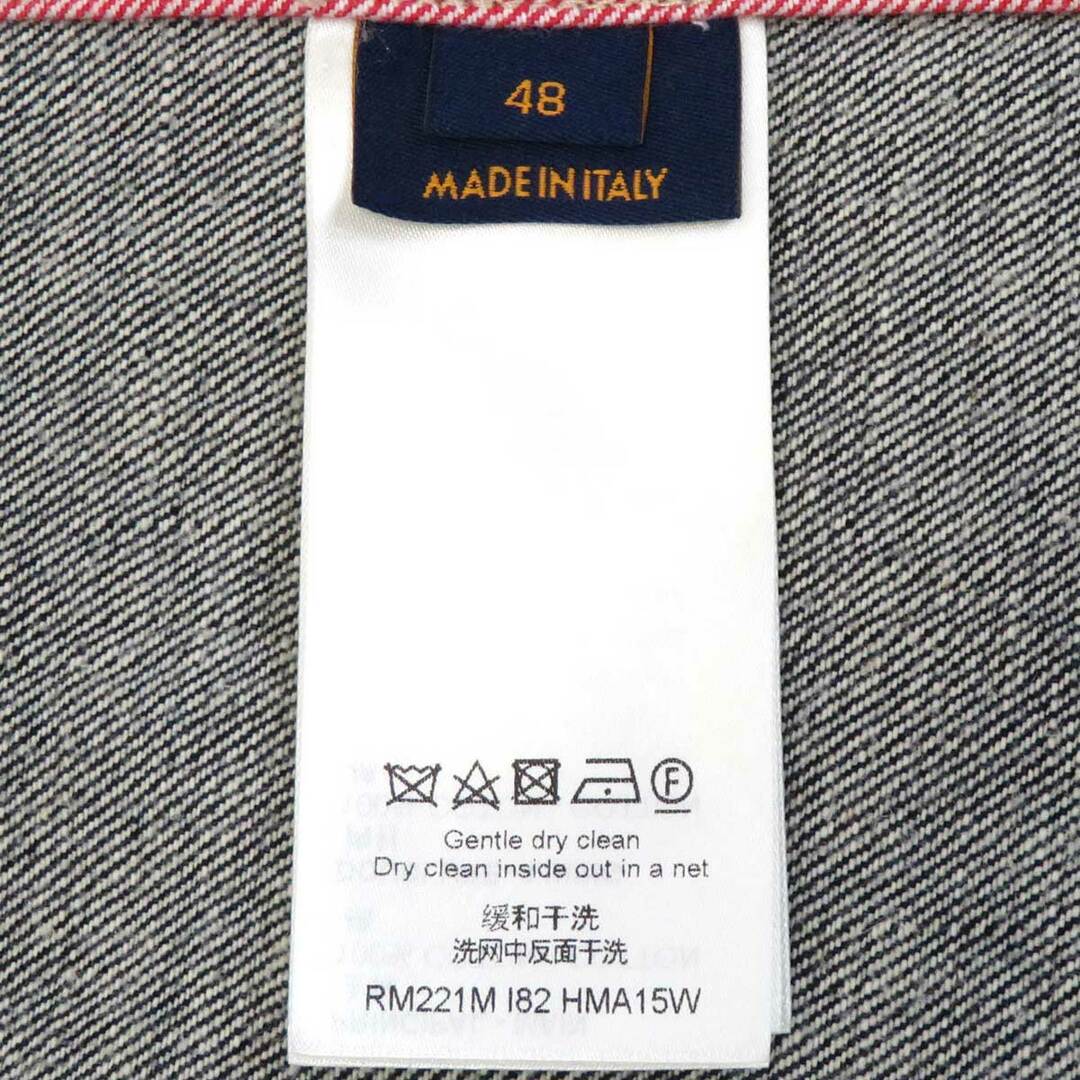 48
MADE IN ITALY
F
Gentle dry clean
Dry clean inside out in a net
缓和干洗
洗网中反面干洗
RM221M I82 HMA15W